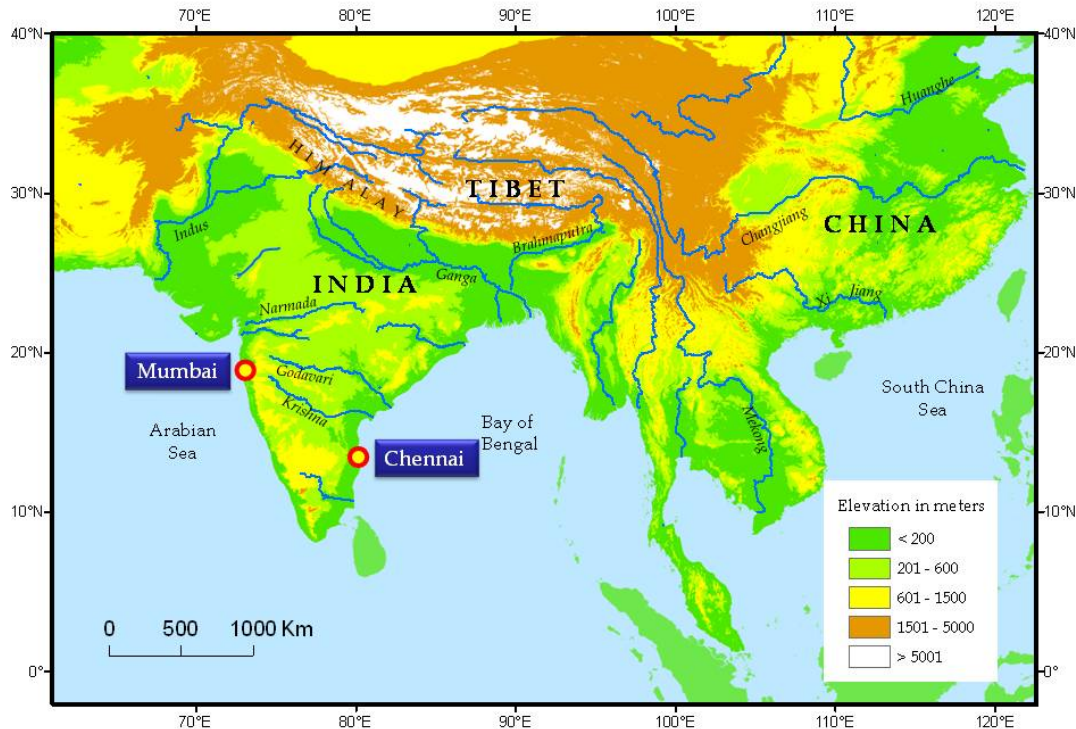 70°E 80°E 90°E 100°E 110°E 120°E
40°N 40°N
Huanghe
HIMALAY
TIBET
30°N 30°N
Indus
Brahmaputra
Changjiang
CHINA
INDIA
Ganga
Xi Jiang
Narmada
20°N 20°N
Mumbai
Godavari
Krishna
Mekong
South China
Sea
Arabian
Sea
Bay of
Bengal
Chennai
10°N 10°N
Elevation in meters
< 200
201 - 600
601 - 1500
1501 - 5000
> 5001
0 500 1000 Km
0° 0°
70°E 80°E 90°E 100°E 110°E 120°E